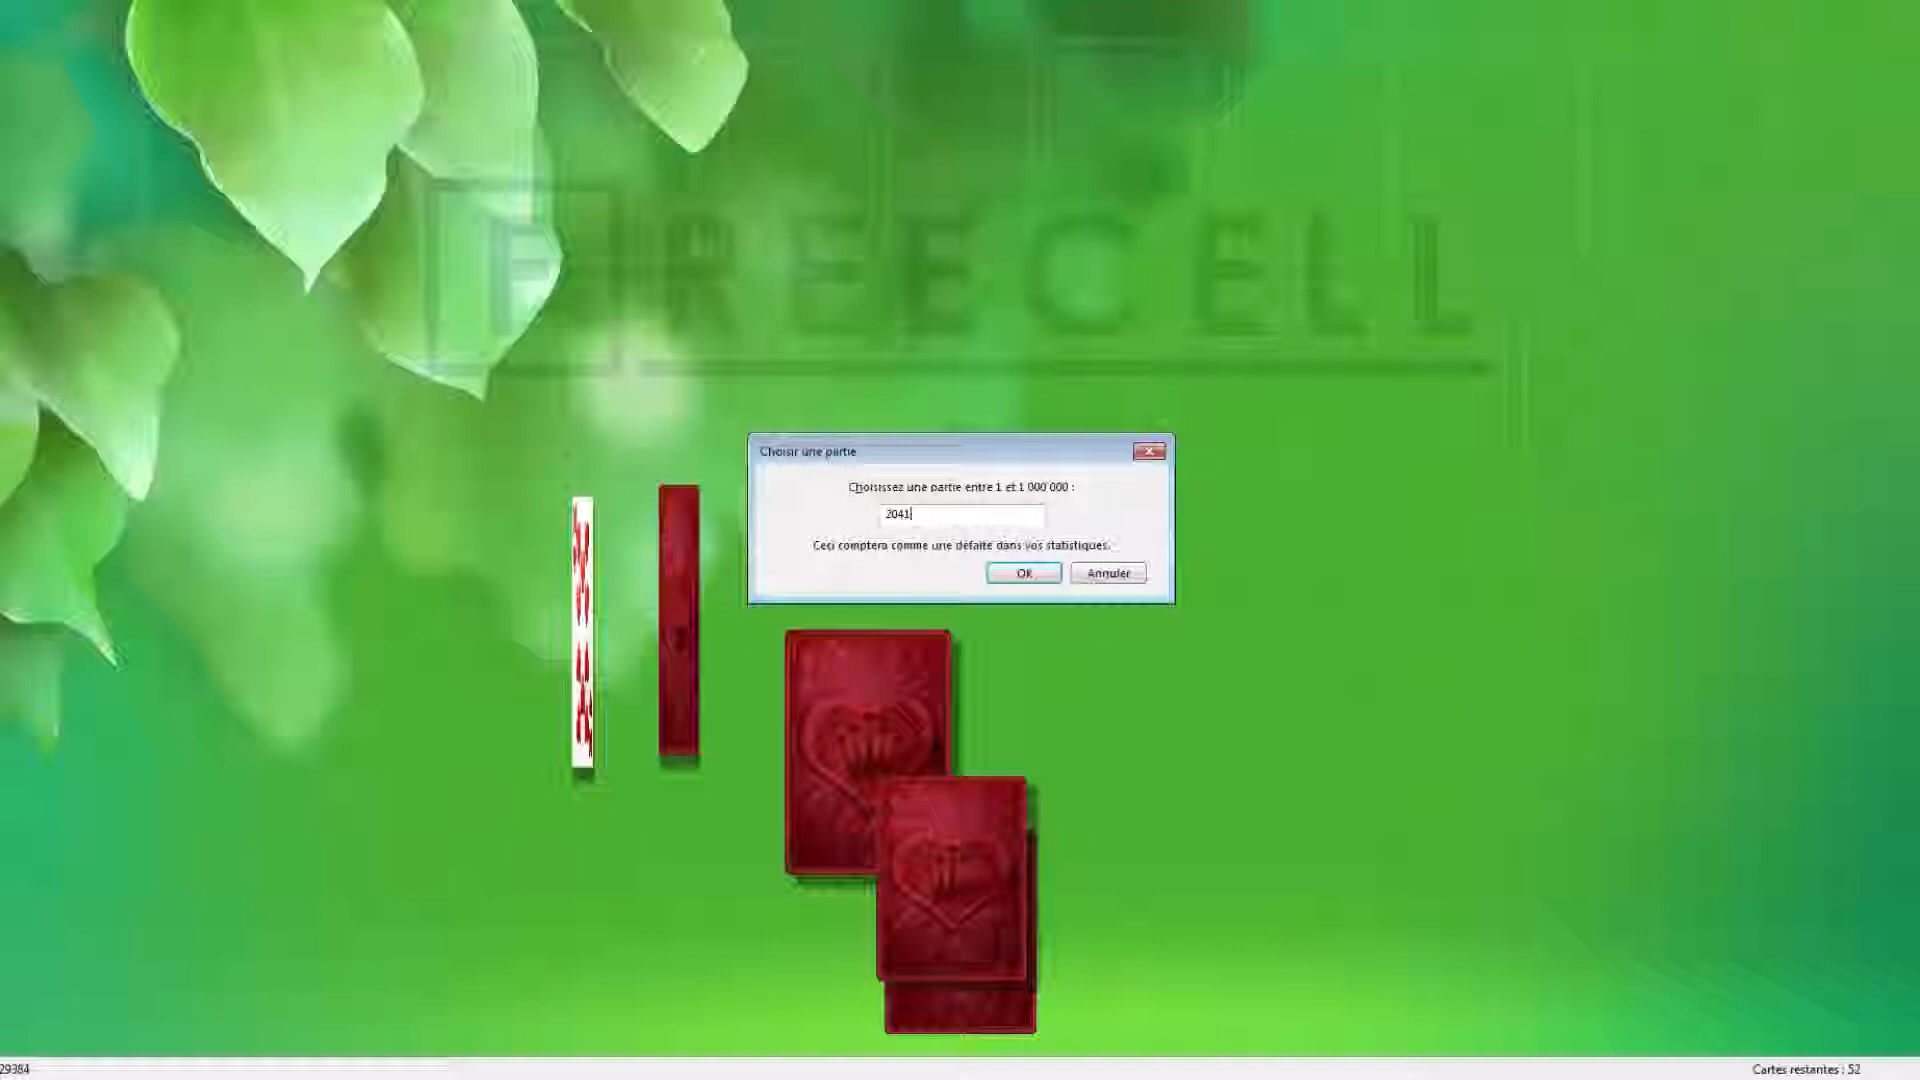 FREECELL
Choisir une partie
Choisissez une partie entre 1 et 1 000 000 :
2041
Ceci comptera comme une défaite dans vos statistiques.
OK
Annuler
29384
Cartes restantes : 52